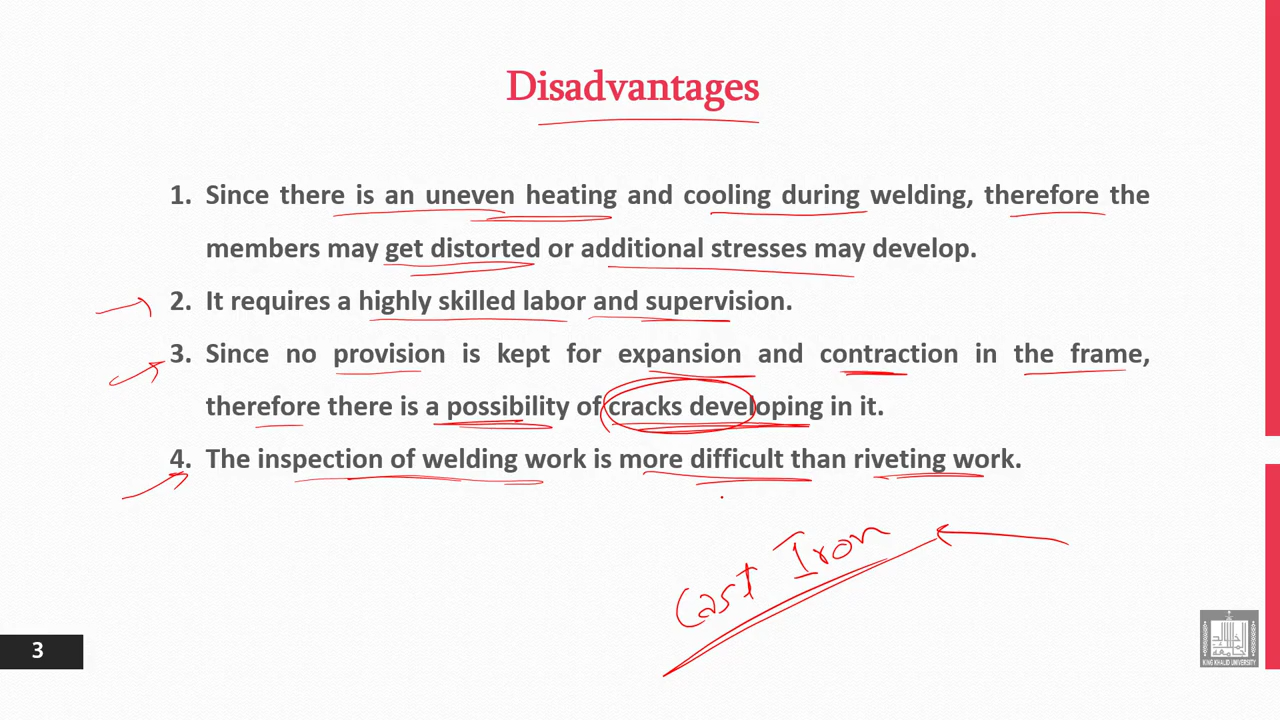 Disadvantages
1. Since there is an uneven heating and cooling during welding, therefore the
members may get distorted or additional stresses may develop.
2. It requires a highly skilled labor and supervision.
3. Since no provision is kept for expansion and contraction in the frame,
therefore there is a possibility of cracks developing in it.
4. The inspection of welding work is more difficult than riveting work.
Cast Iron
3
KING KHALID UNIVERSITY